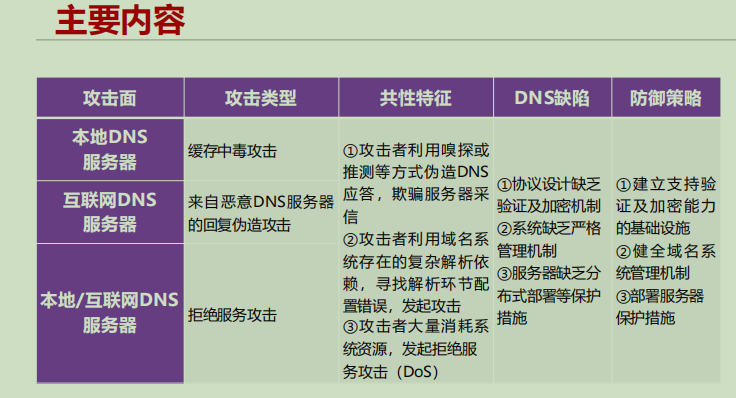 主要内容
攻击面
攻击类型
共性特征
DNS缺陷
防御策略
本地DNS
服务器
缓存中毒攻击
互联网DNS
服务器
来自恶意DNS服务器
的回复伪造攻击
本地/互联网DNS
服务器
拒绝服务攻击
①攻击者利用嗅探或
推测等方式伪造DNS
应答，欺骗服务器采
信
②攻击者利用域名系
统存在的复杂解析依
赖，寻找解析环节配
置错误，发起攻击
③攻击者大量消耗系
统资源，发起拒绝服
务攻击（DoS）
①协议设计缺乏
验证及加密机制
②系统缺乏严格
管理机制
③服务器缺乏分
布式部署等保护
措施
①建立支持验
证及加密能力
的基础设施
②健全域名系
统管理机制
③部署服务器
保护措施